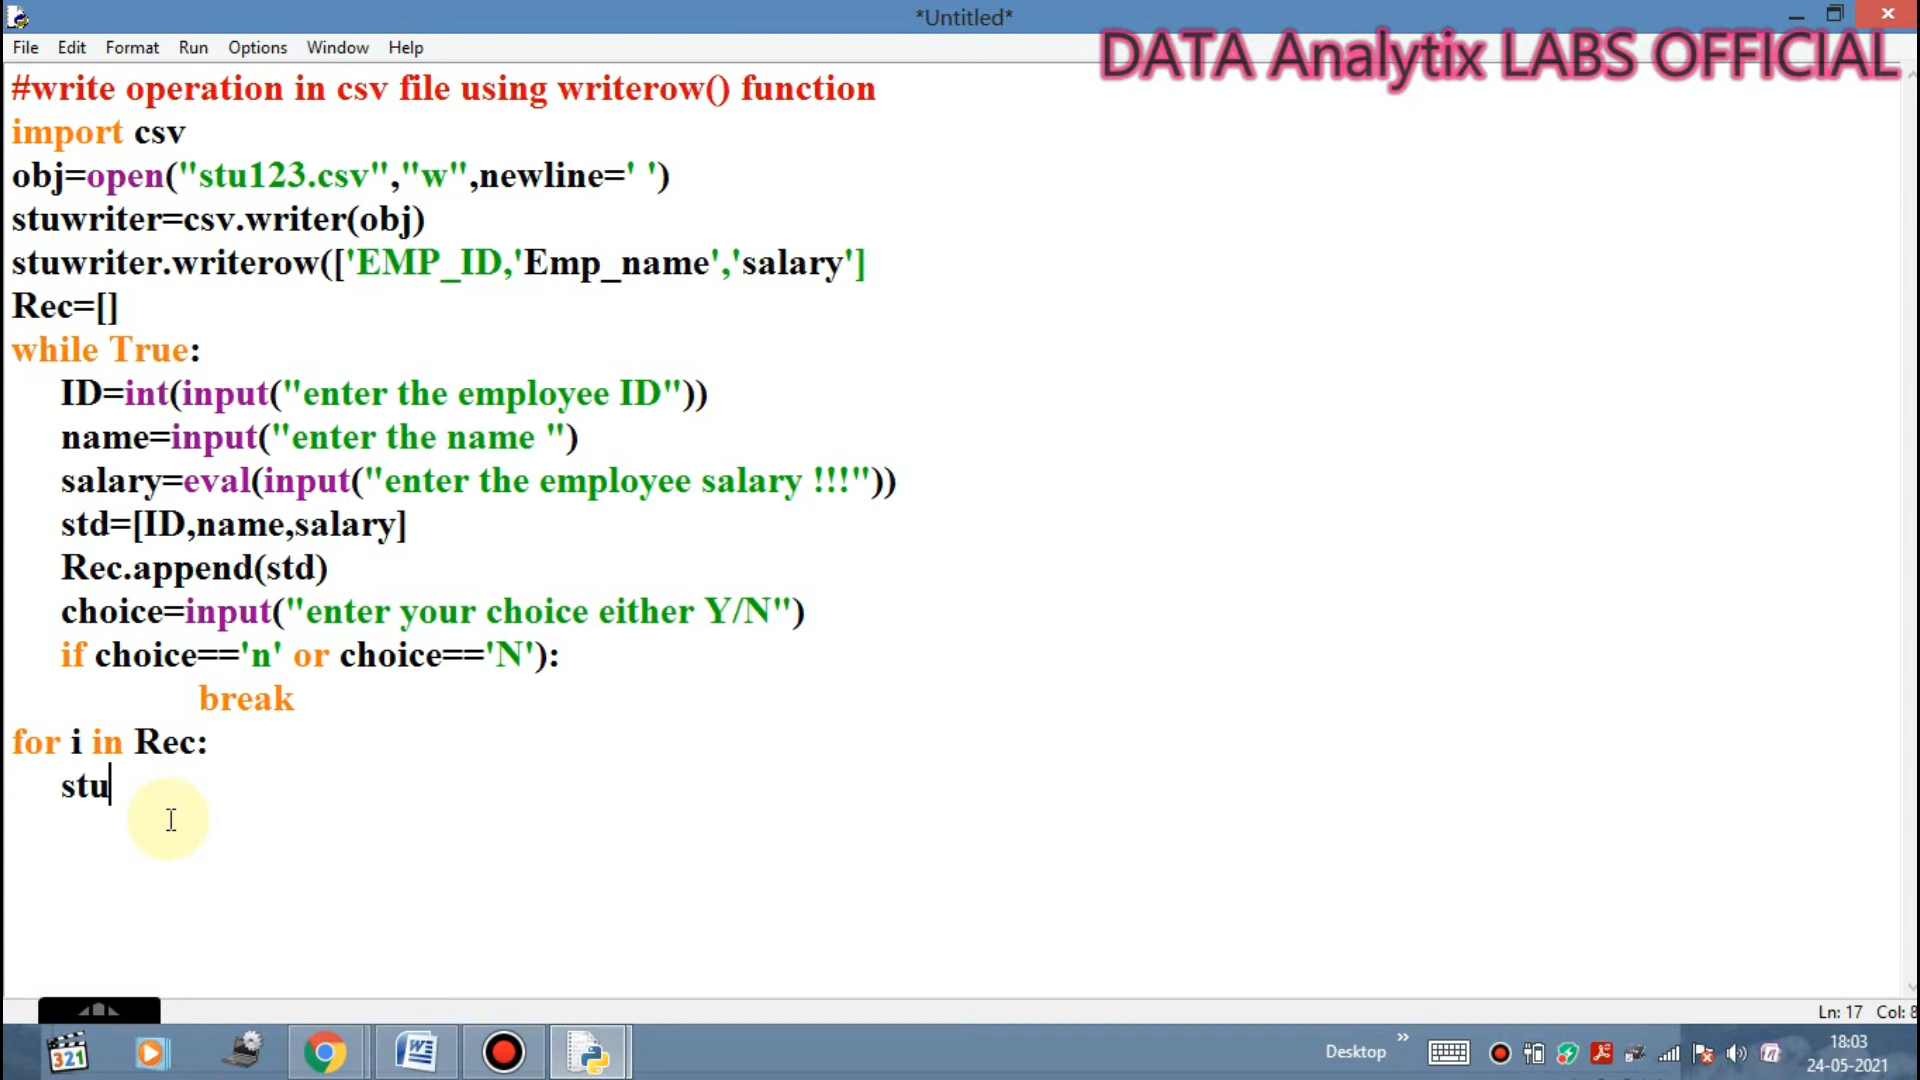 *Untitled*
DATA Analytix LABS OFFICIAL
File Edit Format Run Options Window Help
#write operation in csv file using writerow() function
import csv
obj=open("stu123.csv","w",newline=' ')
stuwriter=csv.writer(obj)
stuwriter.writerow(['EMP_ID,'Emp_name','salary']
Rec=[]
while True:
ID=int(input("enter the employee ID"))
name=input("enter the name ")
salary=eval(input("enter the employee salary !!!"))
std=[ID,name,salary]
Rec.append(std)
choice=input("enter your choice either Y/N")
if choice=='n' or choice=='N'):
break
for i in Rec:
stu
Ln: 17 Col: 8
321
Desktop
18:03
24-05-2021